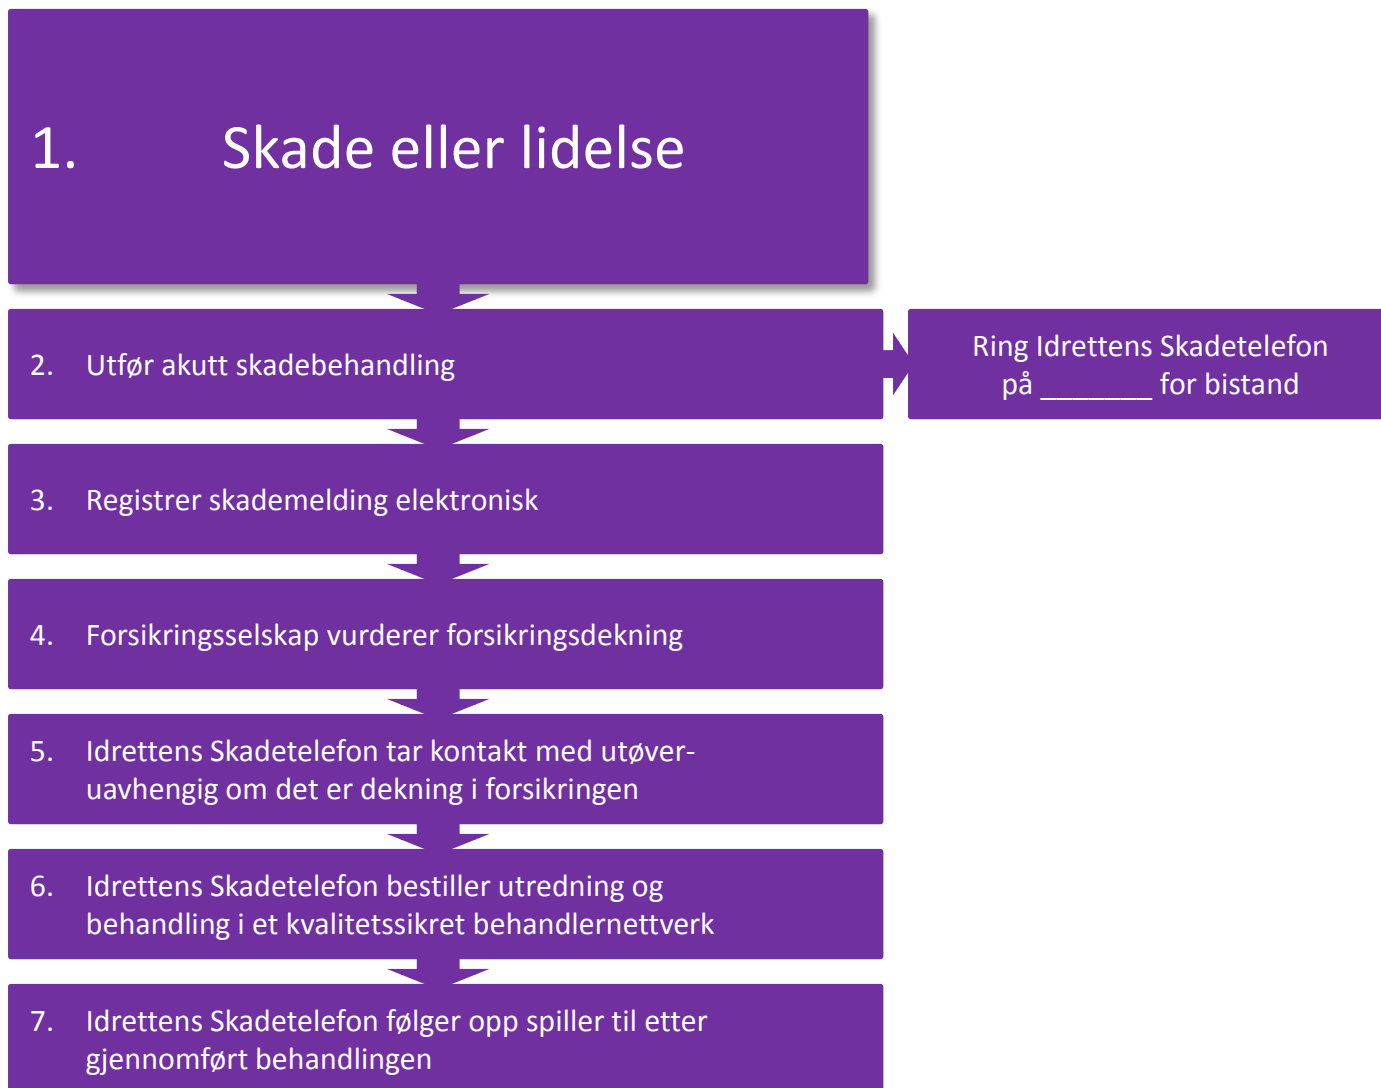 1. Skade eller lidelse
2. Utfør akutt skadebehandling
Ring Idrettens Skadetelefon
på _______ for bistand
3. Registrer skademelding elektronisk
4. Forsikringsselskap vurderer forsikringsdekning
5. Idrettens Skadetelefon tar kontakt med utøver-
uavhengig om det er dekning i forsikringen
6. Idrettens Skadetelefon bestiller utredning og
behandling i et kvalitetssikret behandlernettverk
7. Idrettens Skadetelefon følger opp spiller til etter
gjennomført behandlingen